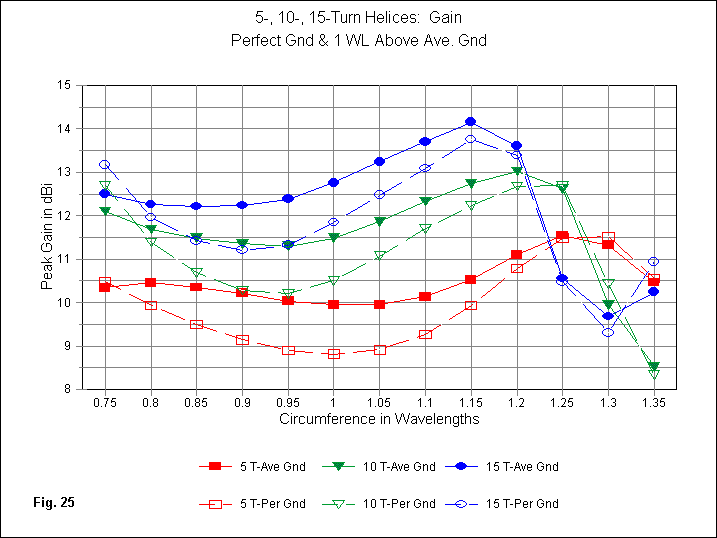 5-, 10-, 15-Turn Helices:  Gain
Perfect Gnd & 1 WL Above Ave. Gnd
15
14
13
12
11
10
9
8
Peak Gain in dBi
0.75 0.8 0.85 0.9 0.95 1 1.05 1.1 1.15 1.2 1.25 1.3 1.35
Circumference in Wavelengths
5 T-Ave Gnd 10 T-Ave Gnd 15 T-Ave Gnd
5 T-Per Gnd 10 T-Per Gnd 15 T-Per Gnd
Fig. 25